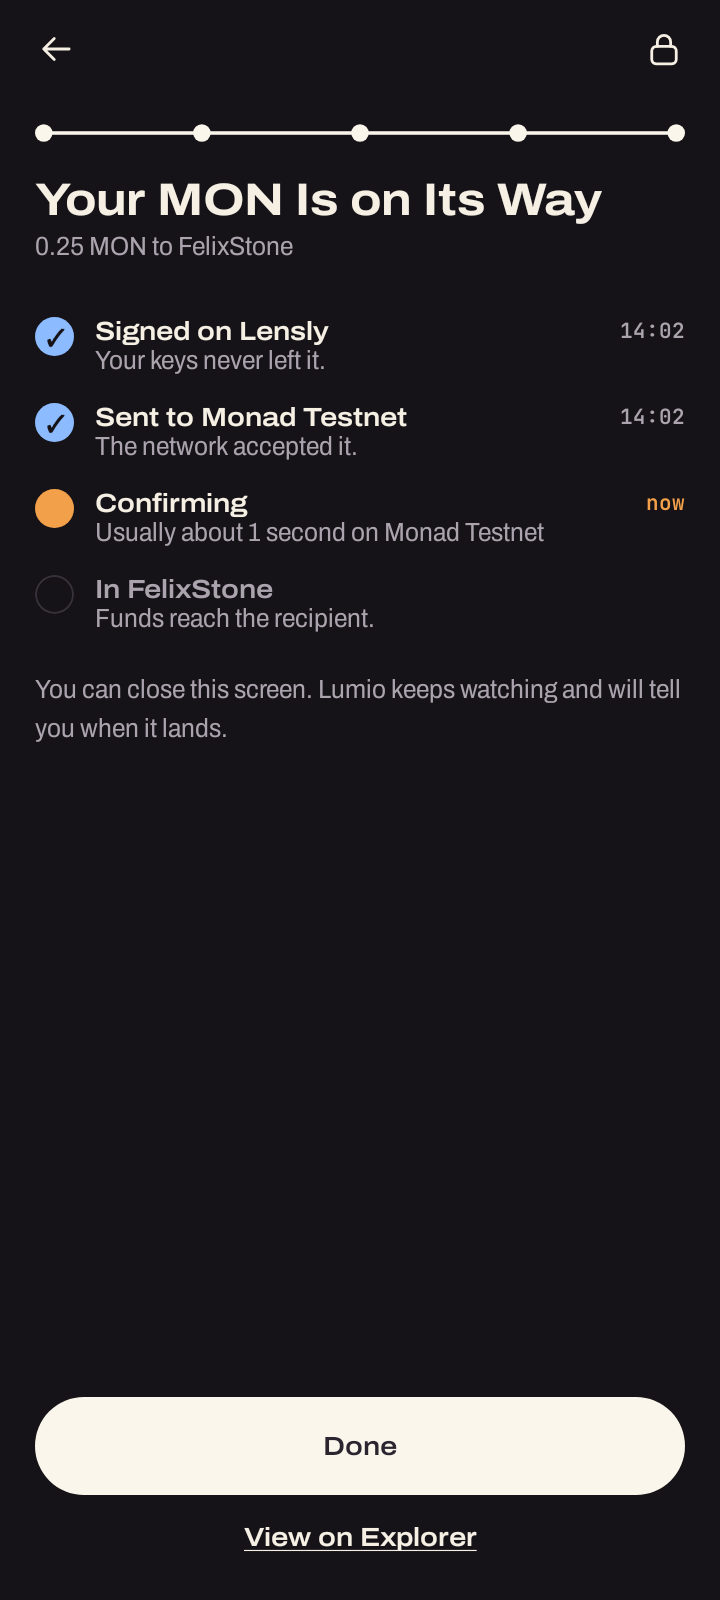 Your MON Is on Its Way
0.25 MON to FelixStone
Signed on Lensly
14:02
Your keys never left it.
Sent to Monad Testnet
14:02
The network accepted it.
Confirming
now
Usually about 1 second on Monad Testnet
In FelixStone
Funds reach the recipient.
You can close this screen. Lumio keeps watching and will tell
you when it lands.
Done
View on Explorer